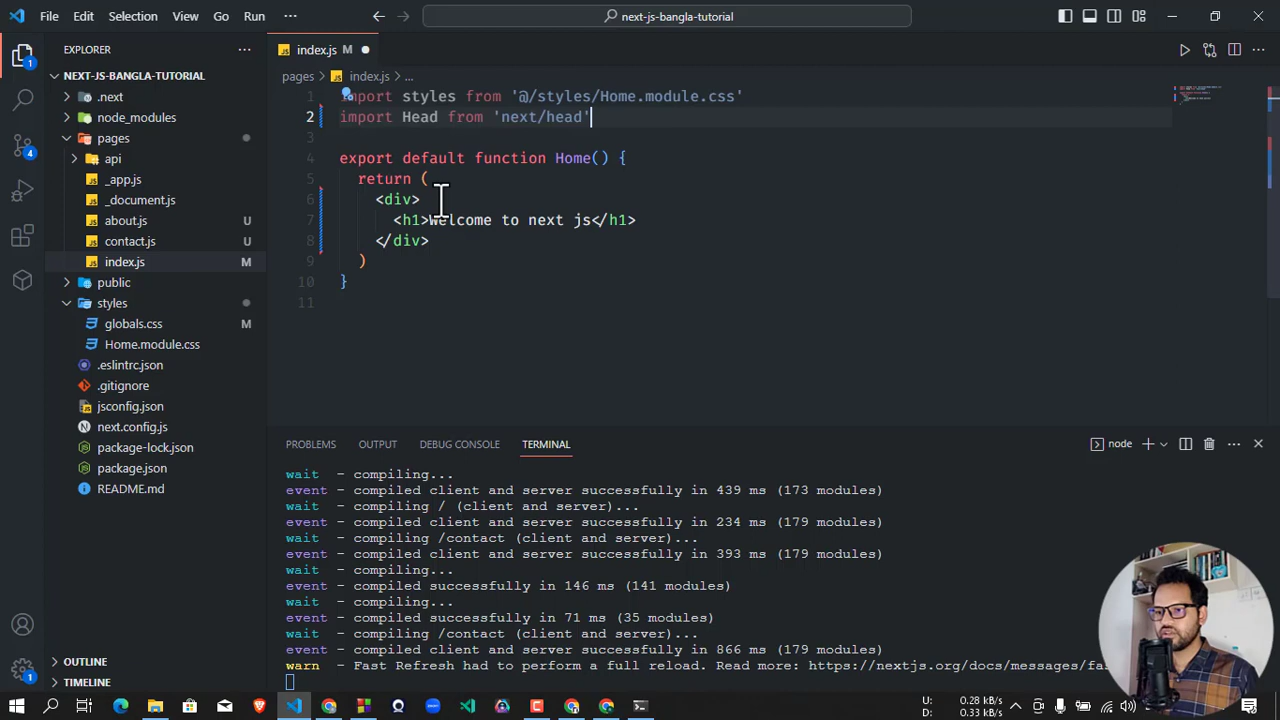 File Edit Selection View Go Run ... next-js-bangla-tutorial
EXPLORER ...
NEXT-JS-BANGLA-TUTORIAL
.next
node_modules
pages
api
_app.js
_document.js
about.js U
contact.js U
index.js M
public
styles
globals.css M
Home.module.css
.eslintrc.json
.gitignore
jsconfig.json
next.config.js
package-lock.json
package.json
README.md
OUTLINE
TIMELINE
index.js M
pages > index.js > ...
1 import styles from '@/styles/Home.module.css'
2 import Head from 'next/head'
3
4 export default function Home() {
5 return (
6 <div>
7 <h1>Welcome to next js</h1>
8 </div>
9 )
10 }
11
PROBLEMS OUTPUT DEBUG CONSOLE TERMINAL node
wait - compiling...
event - compiled client and server successfully in 439 ms (173 modules)
wait - compiling / (client and server)...
event - compiled client and server successfully in 234 ms (179 modules)
wait - compiling /contact (client and server)...
event - compiled client and server successfully in 393 ms (179 modules)
wait - compiling...
event - compiled successfully in 146 ms (141 modules)
wait - compiling...
event - compiled successfully in 71 ms (35 modules)
wait - compiling /contact (client and server)...
event - compiled client and server successfully in 866 ms (179 modules)
warn - Fast Refresh had to perform a full reload. Read more: https://nextjs.org/docs/messages/fa
U: 0.28 kB/s
D: 0.33 kB/s